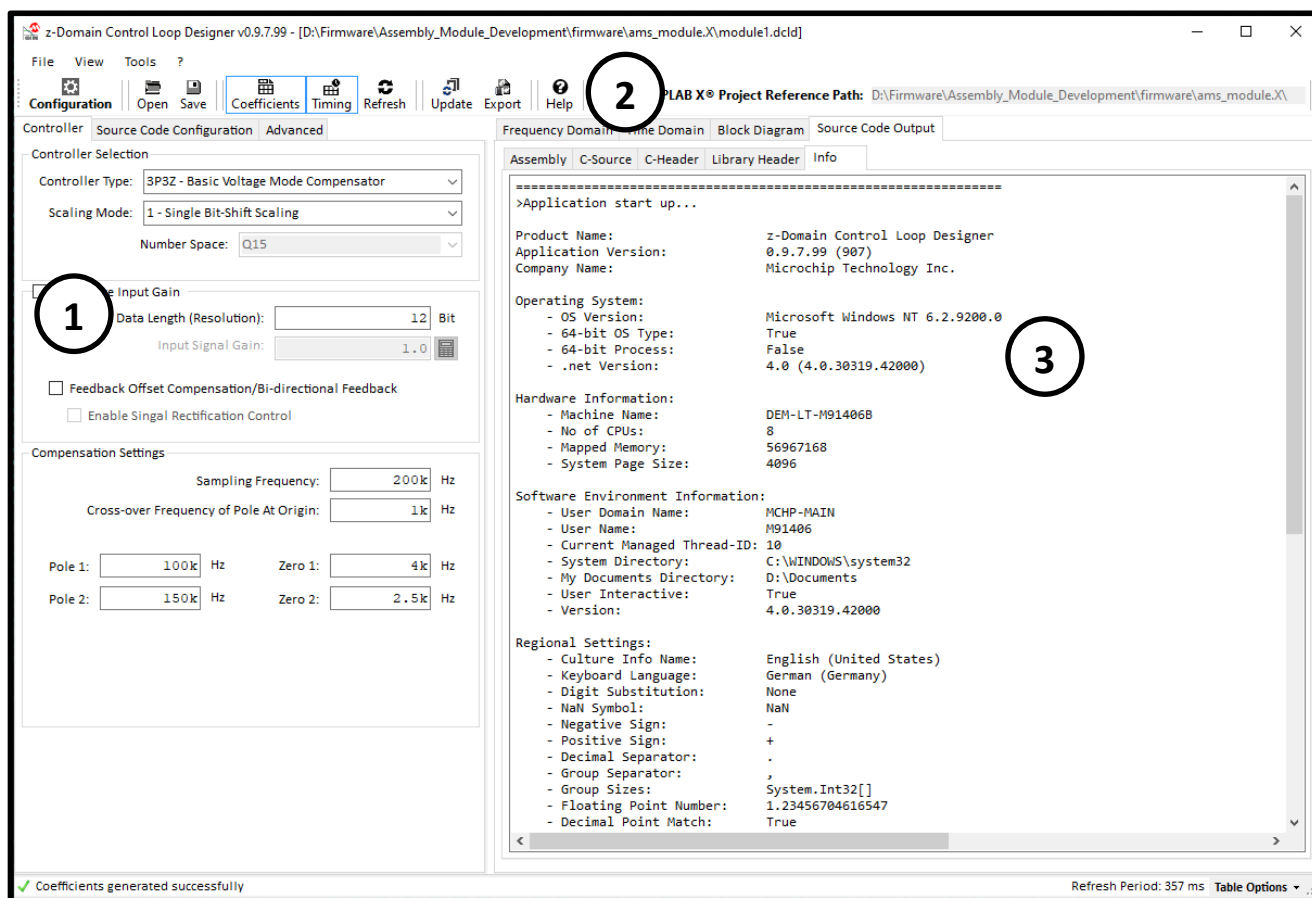 z-Domain Control Loop Designer v0.9.7.99 - [D:\Firmware\Assembly_Module_Development\firmware\ams_module.X\module1.dcld]
File View Tools ?
Configuration Open Save Coefficients Timing Refresh Update Export Help 2 PLAB X® Project Reference Path: D:\Firmware\Assembly_Module_Development\firmware\ams_module.X\
Controller Source Code Configuration Advanced
Controller Selection
Controller Type: 3P3Z - Basic Voltage Mode Compensator
Scaling Mode: 1 - Single Bit-Shift Scaling
Number Space: Q15
Input Gain
1
Data Length (Resolution): 12 Bit
Input Signal Gain: 1.0
Feedback Offset Compensation/Bi-directional Feedback
Enable Singal Rectification Control
Compensation Settings
Sampling Frequency: 200k Hz
Cross-over Frequency of Pole At Origin: 1k Hz
Pole 1: 100k Hz Zero 1: 4k Hz
Pole 2: 150k Hz Zero 2: 2.5k Hz
Frequency Domain Domain Block Diagram Source Code Output
Assembly C-Source C-Header Library Header Info
================================================================
>Application start up...
Product Name: z-Domain Control Loop Designer
Application Version: 0.9.7.99 (907)
Company Name: Microchip Technology Inc.
Operating System:
- OS Version: Microsoft Windows NT 6.2.9200.0
- 64-bit OS Type: True
- 64-bit Process: False
- .net Version: 4.0 (4.0.30319.42000)
3
Hardware Information:
- Machine Name: DEM-LT-M91406B
- No of CPUs: 8
- Mapped Memory: 56967168
- System Page Size: 4096
Software Environment Information:
- User Domain Name: MCHP-MAIN
- User Name: M91406
- Current Managed Thread-ID: 10
- System Directory: C:\WINDOWS\system32
- My Documents Directory: D:\Documents
- User Interactive: True
- Version: 4.0.30319.42000
Regional Settings:
- Culture Info Name: English (United States)
- Keyboard Language: German (Germany)
- Digit Substitution: None
- NaN Symbol: NaN
- Negative Sign: -
- Positive Sign: +
- Decimal Separator: .
- Group Separator: ,
- Group Sizes: System.Int32[]
- Floating Point Number: 1.23456704616547
- Decimal Point Match: True
Coefficients generated successfully
Refresh Period: 357 ms Table Options